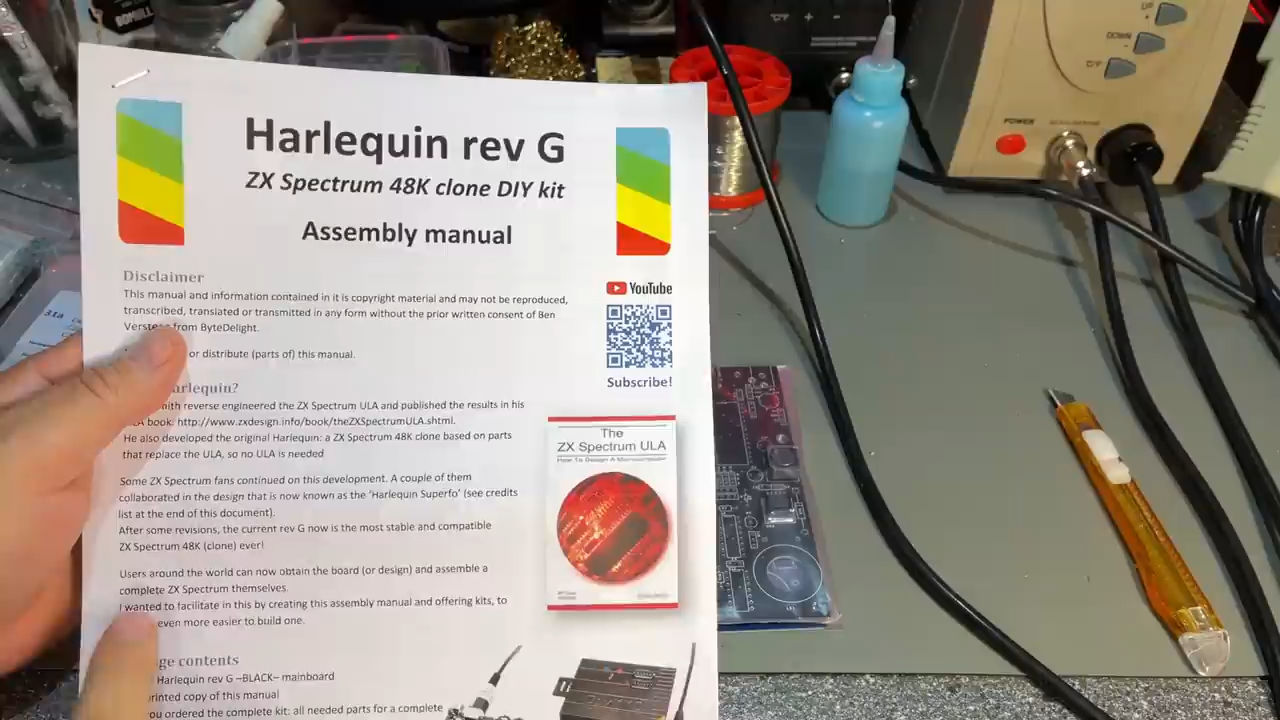 Harlequin rev G
ZX Spectrum 48K clone DIY kit
Assembly manual
Disclaimer
This manual and information contained in it is copyright material and may not be reproduced,
transcribed, translated or transmitted in any form without the prior written consent of Ben
from ByteDelight.
or distribute (parts of) this manual.
YouTube
Subscribe!
arlequin?
reverse engineered the ZX Spectrum ULA and published the results in his
book: http://www.zxdesign.info/book/theZXSpectrumULA.shtml.
He also developed the original Harlequin: a ZX Spectrum 48K clone based on parts
that replace the ULA, so no ULA is needed
Some ZX Spectrum fans continued on this development. A couple of them
collaborated in the design that is now known as the 'Harlequin Superfo' (see credits
list at the end of this document).
After some revisions, the current rev G now is the most stable and compatible
ZX Spectrum 48K (clone) ever!
Users around the world can now obtain the board (or design) and assemble a
complete ZX Spectrum themselves.
I wanted to facilitate in this by creating this assembly manual and offering kits, to
even more easier to build one.
The
ZX Spectrum ULA
How To Design A Microcomputer
contents
Harlequin rev G –BLACK– mainboard
printed copy of this manual
you ordered the complete kit: all needed parts for a complete
UP
DOWN
°C/°F
POWER